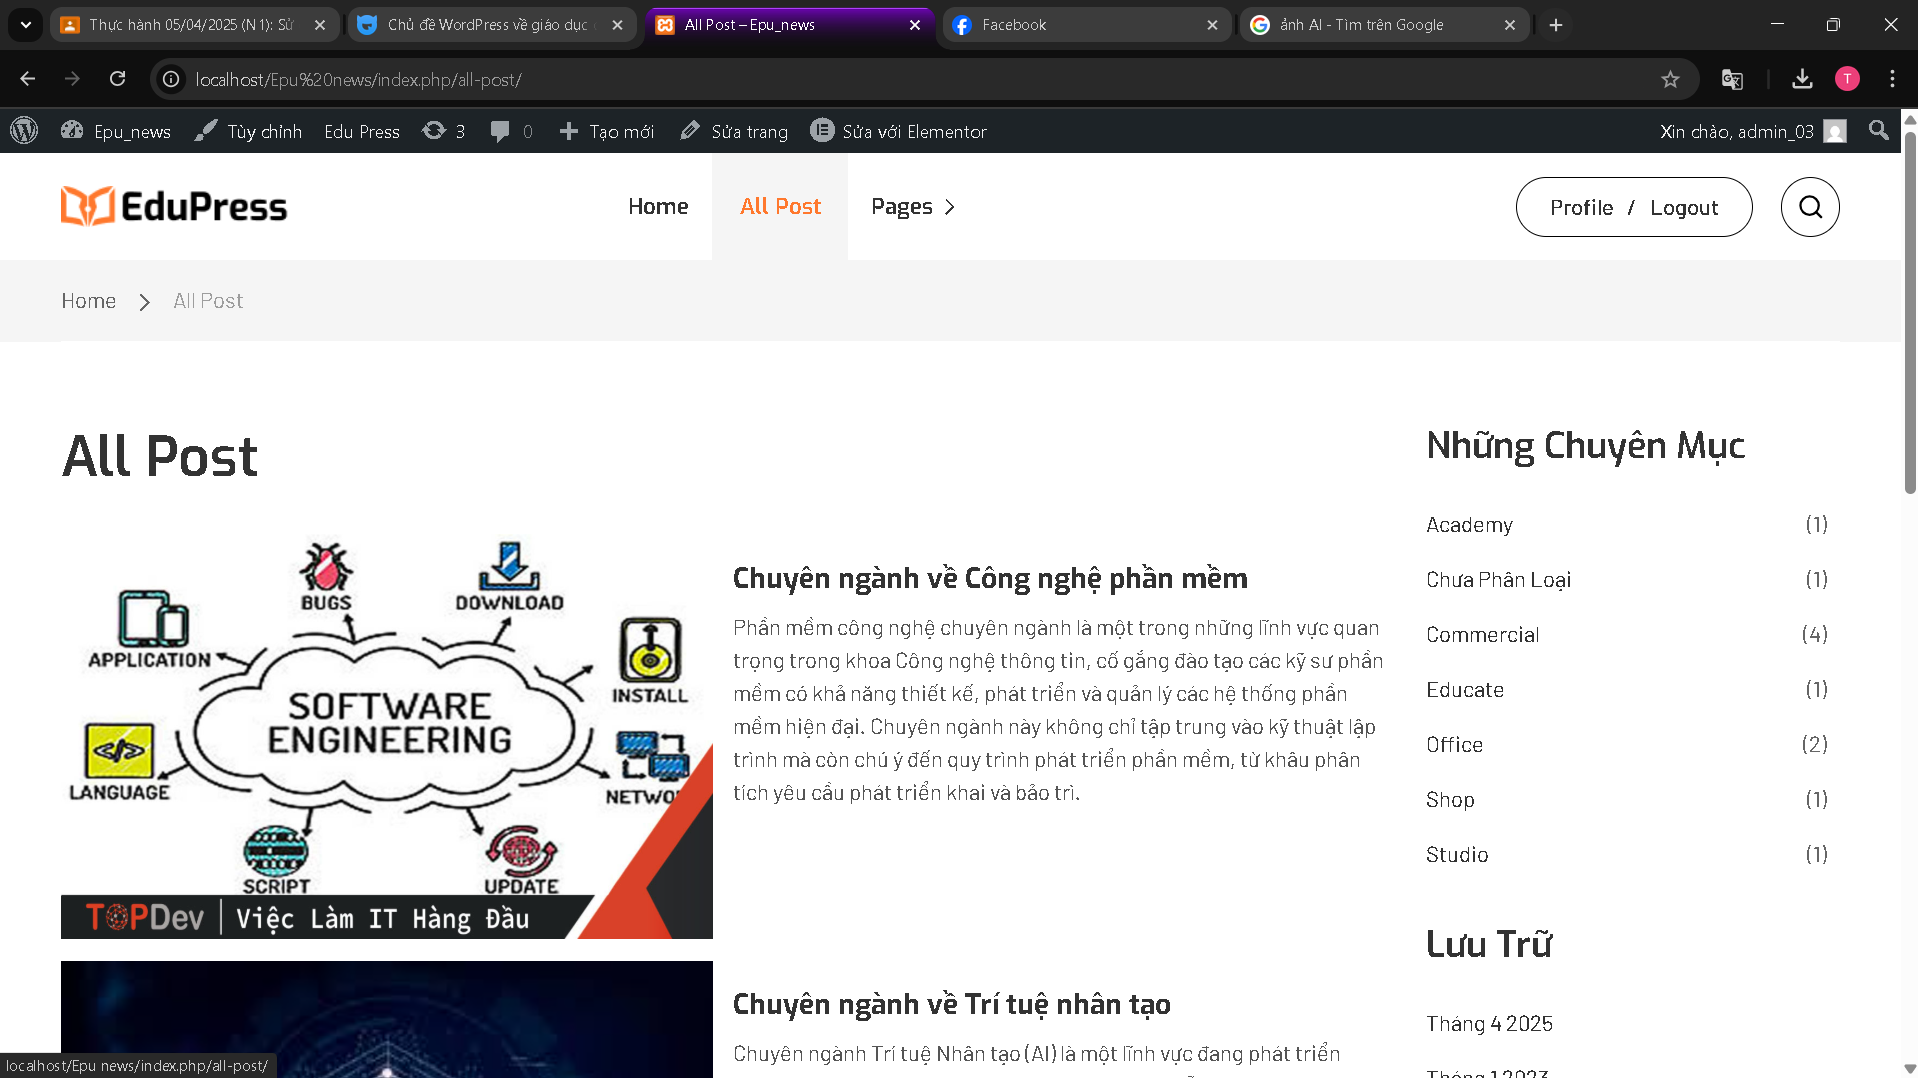 Thực hành 05/04/2025 (N1): Sử
Chủ đề WordPress về giáo dục
All Post – Epu_news
Facebook
ảnh AI - Tìm trên Google
localhost/Epu%20news/index.php/all-post/
T
Epu_news
Tùy chỉnh
Edu Press
3
0
Tạo mới
Sửa trang
Sửa với Elementor
Xin chào, admin_03
EduPress
Home
All Post
Pages
Profile / Logout
Home > All Post
All Post
BUGS
DOWNLOAD
APPLICATION
INSTALL
SOFTWARE
ENGINEERING
LANGUAGE
NETWO
SCRIPT
UPDATE
TOPDev | Việc Làm IT Hàng Đầu
Chuyên ngành về Công nghệ phần mềm
Phần mềm công nghệ chuyên ngành là một trong những lĩnh vực quan
trọng trong khoa Công nghệ thông tin, cố gắng đào tạo các kỹ sư phần
mềm có khả năng thiết kế, phát triển và quản lý các hệ thống phần
mềm hiện đại. Chuyên ngành này không chỉ tập trung vào kỹ thuật lập
trình mà còn chú ý đến quy trình phát triển phần mềm, từ khâu phân
tích yêu cầu phát triển khai và bảo trì.
Chuyên ngành về Trí tuệ nhân tạo
Chuyên ngành Trí tuệ Nhân tạo (AI) là một lĩnh vực đang phát triển
Những Chuyên Mục
Academy (1)
Chưa Phân Loại (1)
Commercial (4)
Educate (1)
Office (2)
Shop (1)
Studio (1)
Lưu Trữ
Tháng 4 2025
Tháng 1 2023
localhost/Epu news/index.php/all-post/